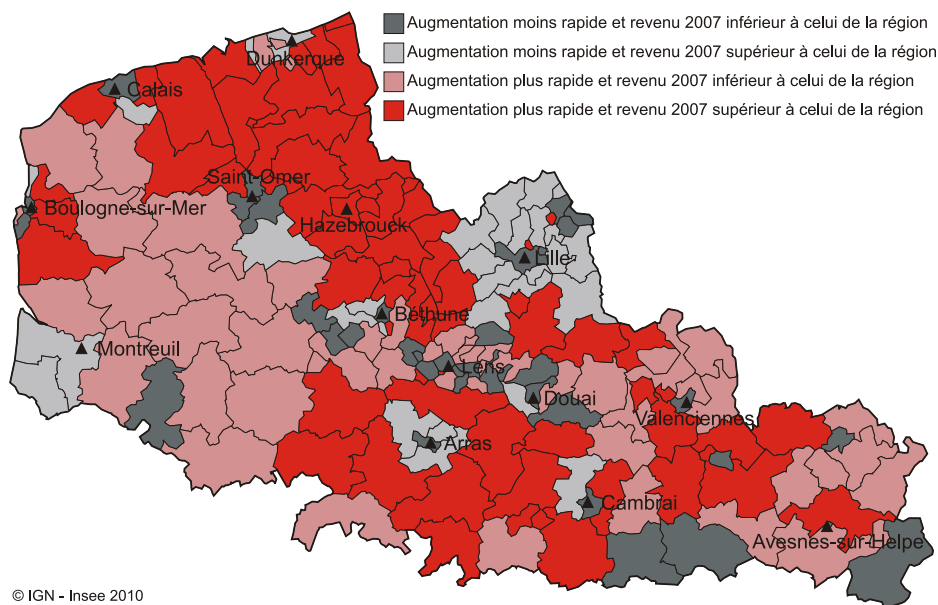 Augmentation moins rapide et revenu 2007 inférieur à celui de la région
Augmentation moins rapide et revenu 2007 supérieur à celui de la région
Augmentation plus rapide et revenu 2007 inférieur à celui de la région
Augmentation plus rapide et revenu 2007 supérieur à celui de la région
Dunkerque
Calais
Saint-Omer
Boulogne-sur-Mer
Hazebrouck
Lille
Béthune
Montreuil
Lens
Douai
Valenciennes
Arras
Cambrai
Avesnes-sur-Helpe
© IGN - Insee 2010